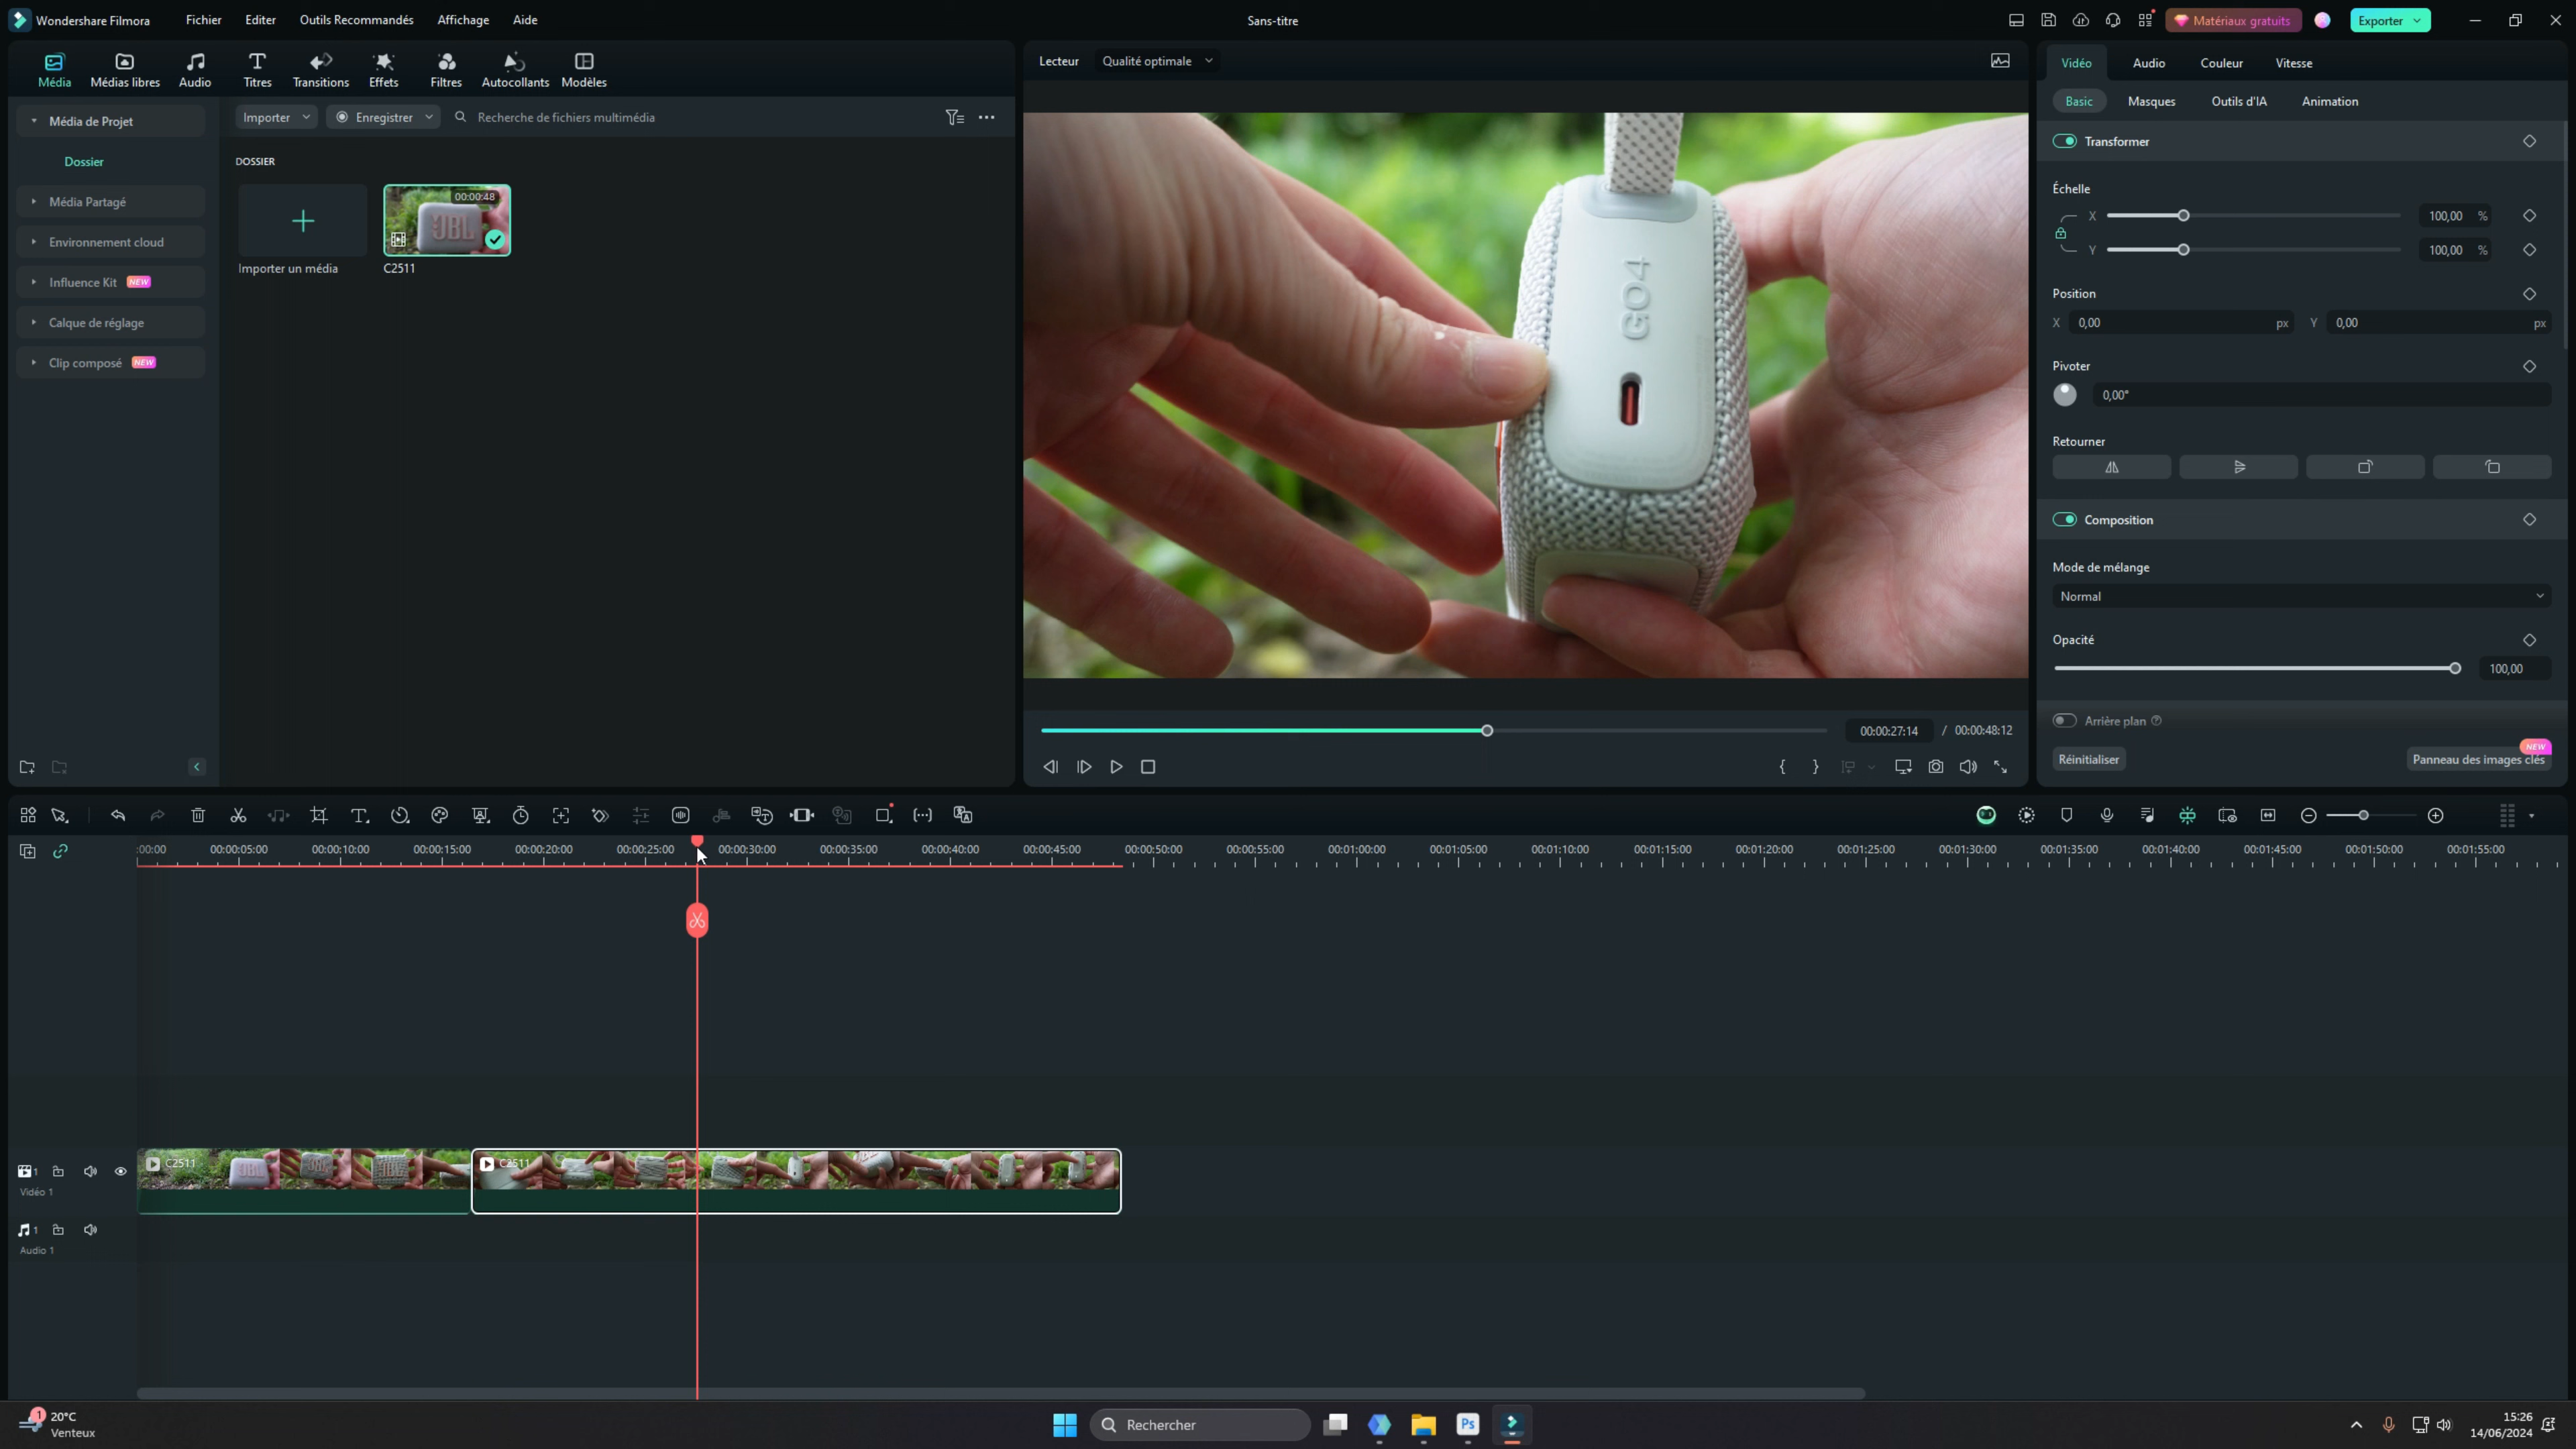 Wondershare Filmora
Fichier
Editer
Outils Recommandés
Affichage
Aide
Sans-titre
Matériaux gratuits
Exporter
Média
Médias libres
Audio
Titres
Transitions
Effets
Filtres
Autocollants
Modèles
Média de Projet
Dossier
Média Partagé
Environnement cloud
Influence Kit NEW
Calque de réglage
Clip composé NEW
Importer
Enregistrer
Recherche de fichiers multimédia
DOSSIER
Importer un média
00:00:48
JBL
C2511
Lecteur
Qualité optimale
GO4
00:00:27:14 / 00:00:48:12
Vidéo
Audio
Couleur
Vitesse
Basic
Masques
Outils d'IA
Animation
Transformer
Échelle
X
100,00 %
Y
100,00 %
Position
X 0,00 px Y 0,00 px
Pivoter
0,00°
Retourner
Composition
Mode de mélange
Normal
Opacité
100,00
Arrière plan
Réinitialiser
NEW
Panneau des images clés
:00:00 00:00:05:00 00:00:10:00 00:00:15:00 00:00:20:00 00:00:25:00 00:00:30:00 00:00:35:00 00:00:40:00 00:00:45:00 00:00:50:00 00:00:55:00 00:01:00:00 00:01:05:00 00:01:10:00 00:01:15:00 00:01:20:00 00:01:25:00 00:01:30:00 00:01:35:00 00:01:40:00 00:01:45:00 00:01:50:00 00:01:55:00
1
Vidéo 1
C2511
C2511
1
Audio 1
1
20°C
Venteux
Rechercher
Ps
15:26
14/06/2024